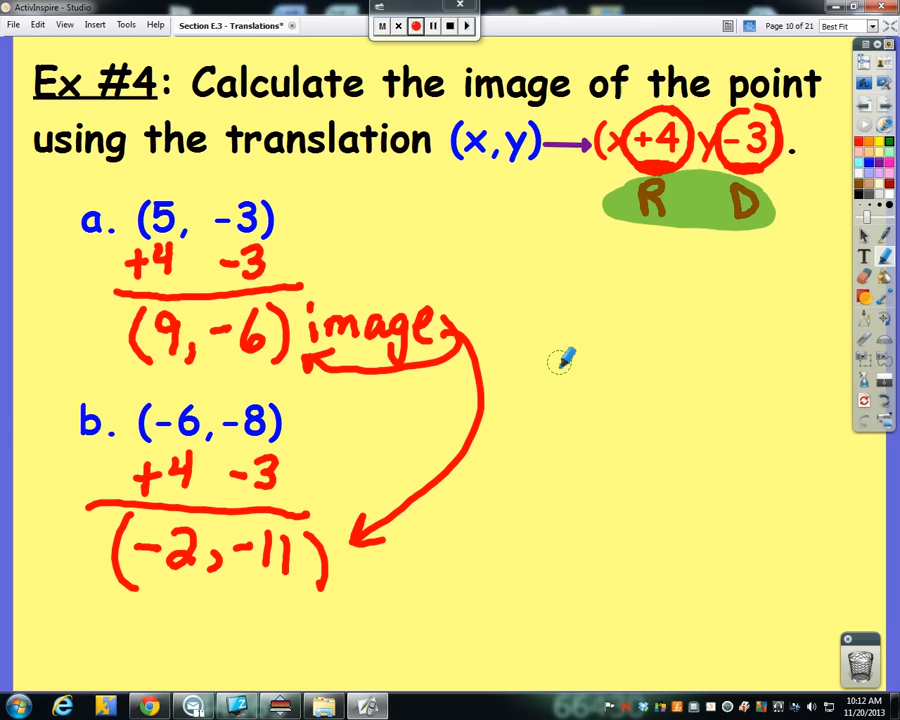 ActivInspire - Studio
File Edit View Insert Tools Help Section E.3 - Translations* Page 10 of 21 Best Fit
Ex #4: Calculate the image of the point
using the translation (x,y) → (x+4 y-3).
R D
a. (5, -3)
+4 -3
(9, -6) image
b. (-6, -8)
+4 -3
(-2, -11)
10:12 AM
11/20/2013